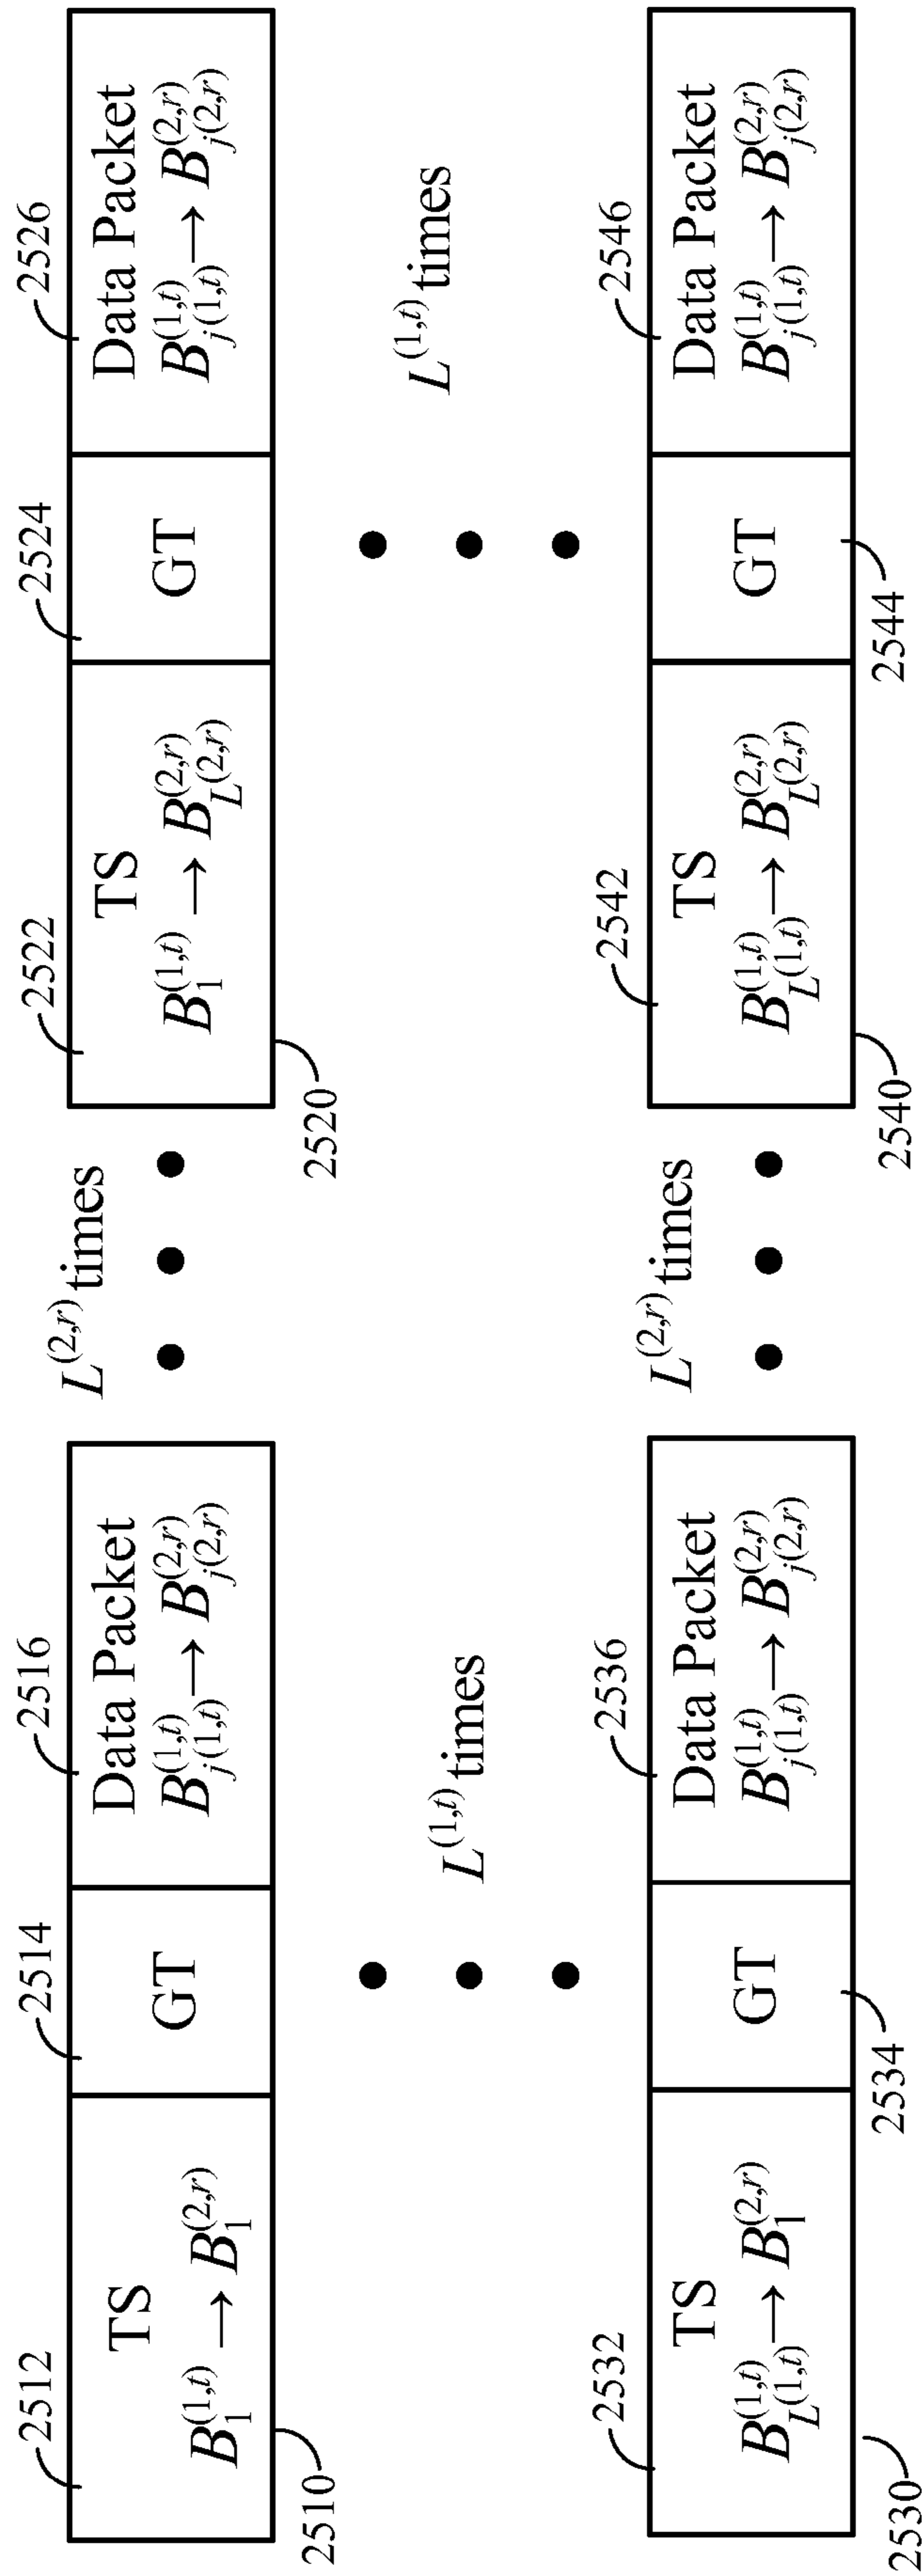 2512
2514
2516
TS
B_1^{(1,t)} → B_1^{(2,r)}
GT
Data Packet
B_{j^{(1,t)}}^{(1,t)} → B_{j^{(2,r)}}^{(2,r)}
2510
L^{(2,r)} times
2522
2524
2526
TS
B_1^{(1,t)} → B_{L^{(2,r)}}^{(2,r)}
GT
Data Packet
B_{j^{(1,t)}}^{(1,t)} → B_{j^{(2,r)}}^{(2,r)}
2520
L^{(1,t)} times
L^{(1,t)} times
2532
2536
TS
B_{L^{(1,t)}}^{(1,t)} → B_1^{(2,r)}
GT
Data Packet
B_{j^{(1,t)}}^{(1,t)} → B_{j^{(2,r)}}^{(2,r)}
2530
2534
L^{(2,r)} times
2542
2546
TS
B_{L^{(1,t)}}^{(1,t)} → B_{L^{(2,r)}}^{(2,r)}
GT
Data Packet
B_{j^{(1,t)}}^{(1,t)} → B_{j^{(2,r)}}^{(2,r)}
2540
2544